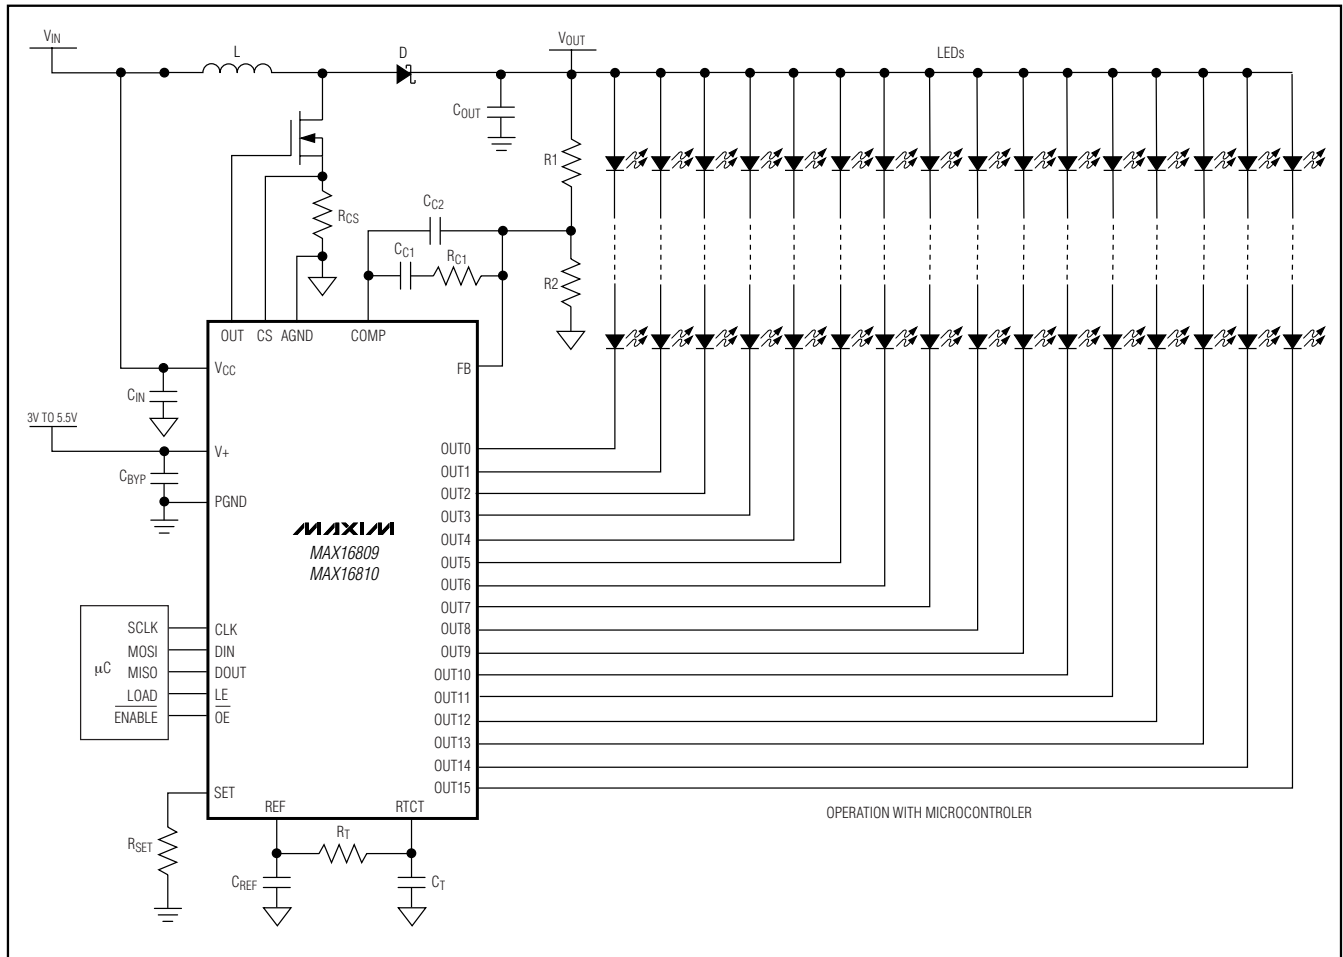 VIN
L
D
VOUT
LEDs
COUT
R1
RCS
CC2
CC1
RC1
R2
OUT CS AGND COMP
VCC
FB
CIN
3V TO 5.5V
V+
CBYP
PGND
OUT0
OUT1
OUT2
OUT3
OUT4
OUT5
OUT6
OUT7
OUT8
OUT9
OUT10
OUT11
OUT12
OUT13
OUT14
OUT15
MAXIM
MAX16809
MAX16810
μC
SCLK CLK
MOSI DIN
MISO DOUT
LOAD LE
ENABLE OE
SET
REF
RTCT
OPERATION WITH MICROCONTROLER
RSET
RT
CREF
CT